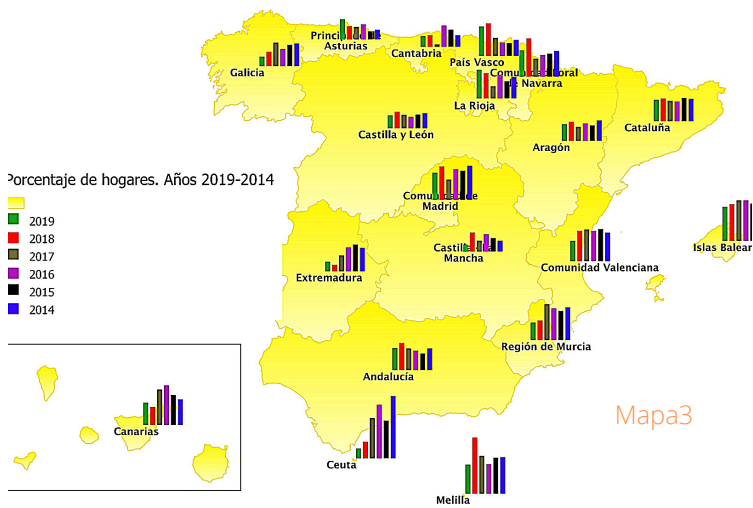 Principado de
Asturias
Cantabria
País Vasco
Comunidad Foral
de Navarra
Galicia
La Rioja
Castilla y León
Aragón
Cataluña
Porcentaje de hogares. Años 2019-2014
2019
2018
2017
2016
2015
2014
Comunidad de
Madrid
Castilla - La
Mancha
Islas Balear
Comunidad Valenciana
Extremadura
Región de Murcia
Andalucía
Mapa3
Canarias
Ceuta
Melilla